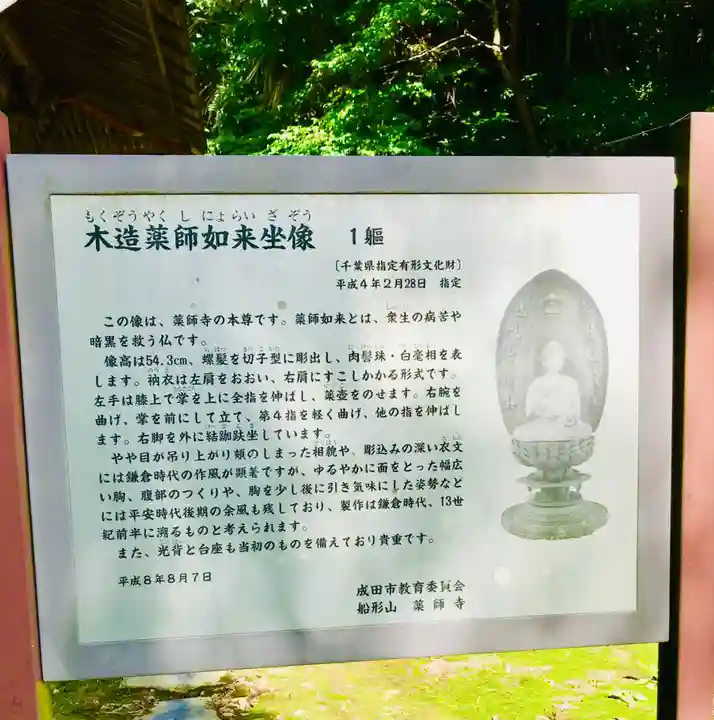 もくぞうやくしにょらいざぞう
木造薬師如来坐像　1軀
〔千葉県指定有形文化財〕
平成4年2月28日　指定
この像は、薬師寺の本尊です。薬師如来とは、衆生の病苦や
暗黒を救う仏です。
像高は54.3cm、螺髪を切子型に彫出し、肉髻珠・白毫相を表
します。衲衣は左肩をおおい、右肩にすこしかかる形式です。
左手は膝上で掌を上に全指を伸ばし、薬壺をのせます。右腕を
曲げ、掌を前にして立て、第4指を軽く曲げ、他の指を伸ばし
ます。右脚を外に結跏趺坐しています。
やや目が吊り上がり頰のしまった相貌や、彫込みの深い衣文
には鎌倉時代の作風が顕著ですが、ゆるやかに面をとった幅広
い胸、腹部のつくりや、胸を少し後に引き気味にした姿勢など
には平安時代後期の余風も残しており、製作は鎌倉時代、13世
紀前半に溯るものと考えられます。
また、光背と台座も当初のものを備えており貴重です。
平成8年8月7日
成田市教育委員会
船形山　薬師寺